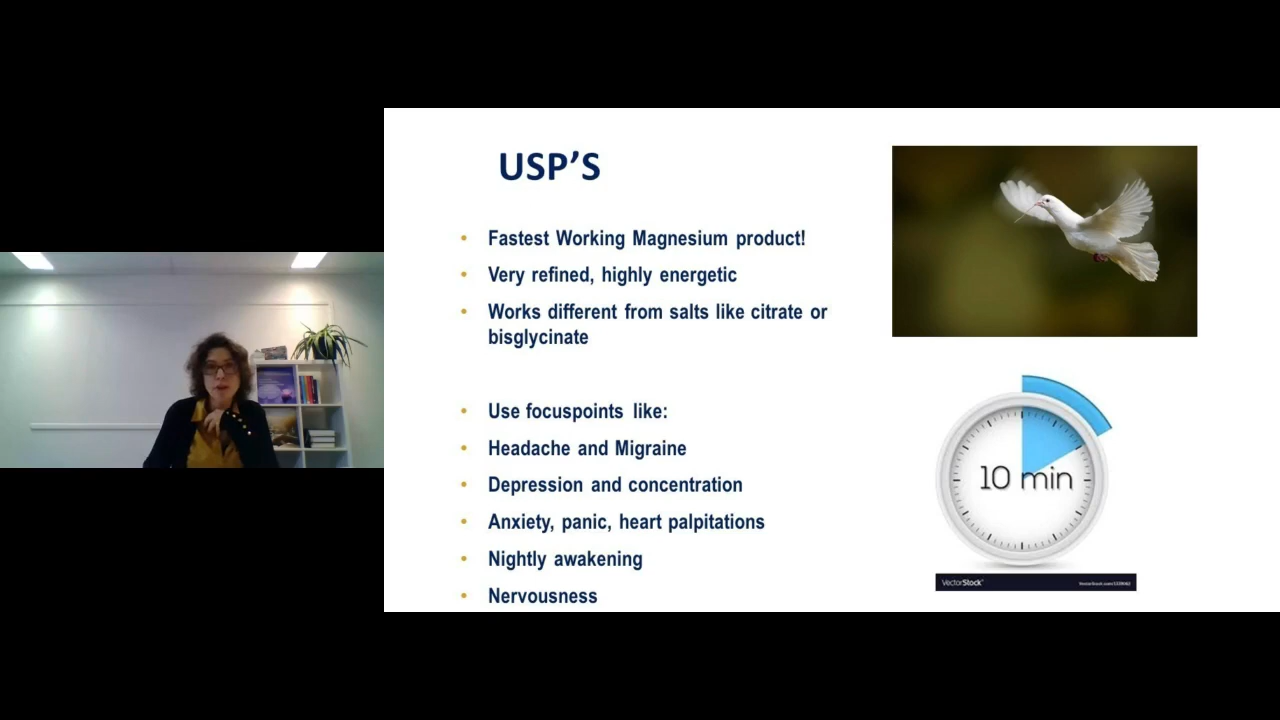 USP’S
Fastest Working Magnesium product!
Very refined, highly energetic
Works different from salts like citrate or
bisglycinate
Use focuspoints like:
Headache and Migraine
Depression and concentration
Anxiety, panic, heart palpitations
Nightly awakening
Nervousness
10 min
VectorStock